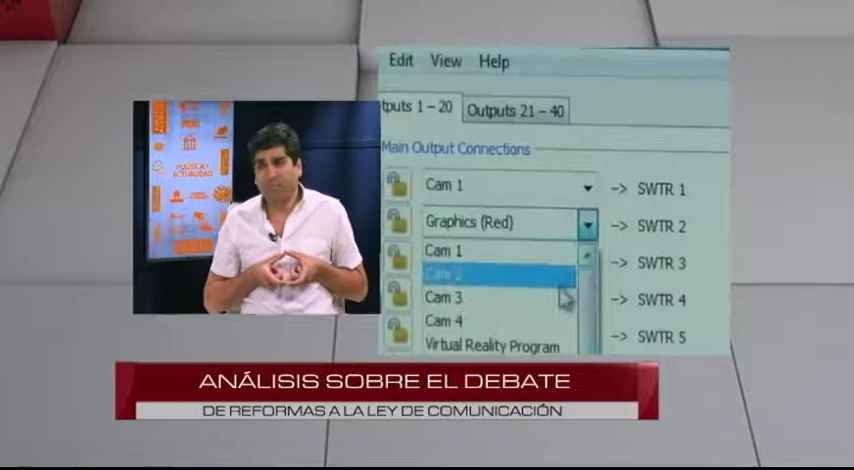 POLÍTICA Y
ACTUALIDAD
Edit View Help
tputs 1 – 20 Outputs 21 – 40
Main Output Connections
Cam 1 -> SWTR 1
Graphics (Red) -> SWTR 2
Cam 1 -> SWTR 3
Cam 2
Cam 3 -> SWTR 4
Cam 4
Virtual Reality Program -> SWTR 5
ANÁLISIS SOBRE EL DEBATE
DE REFORMAS A LA LEY DE COMUNICACIÓN